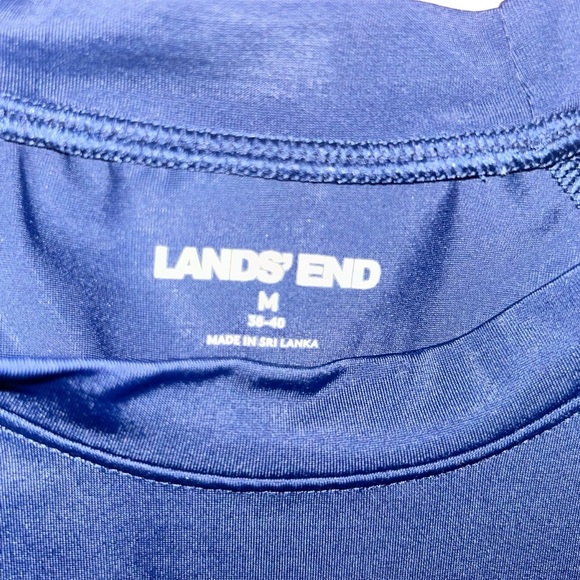 LANDS' END
M
38-40
MADE IN SRI LANKA